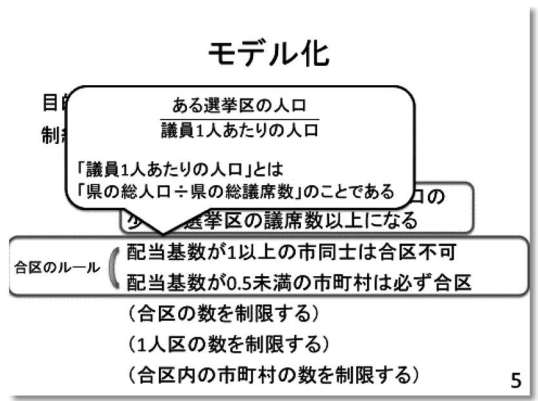 モデル化
目
制
ある選挙区の人口
議員1人あたりの人口
「議員1人あたりの人口」とは
「県の総人口÷県の総議席数」のことである
口の
選挙区の議席数以上になる
合区のルール
配当基数が1以上の市同士は合区不可
配当基数が0.5未満の市町村は必ず合区
(合区の数を制限する)
(1人区の数を制限する)
(合区内の市町村の数を制限する)
5